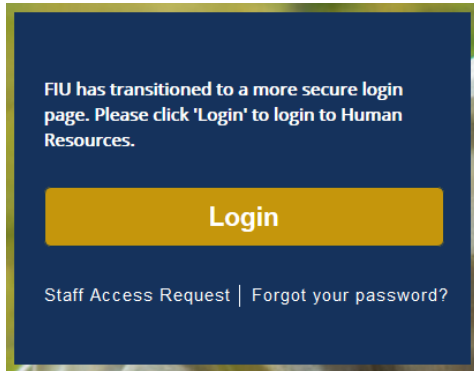 FIU has transitioned to a more secure login
page. Please click 'Login' to login to Human
Resources.
Login
Staff Access Request | Forgot your password?